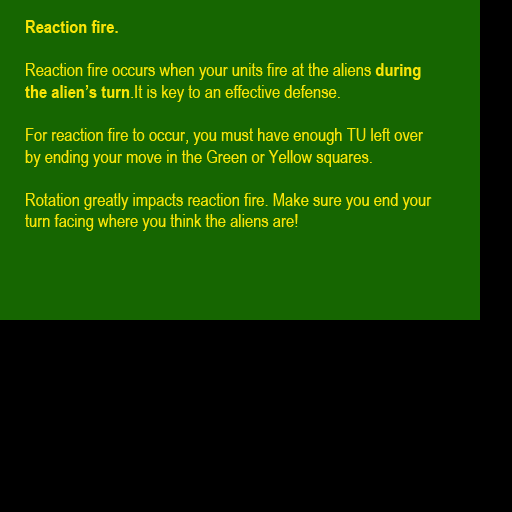 Reaction fire.
Reaction fire occurs when your units fire at the aliens during
the alien’s turn.It is key to an effective defense.
For reaction fire to occur, you must have enough TU left over
by ending your move in the Green or Yellow squares.
Rotation greatly impacts reaction fire. Make sure you end your
turn facing where you think the aliens are!